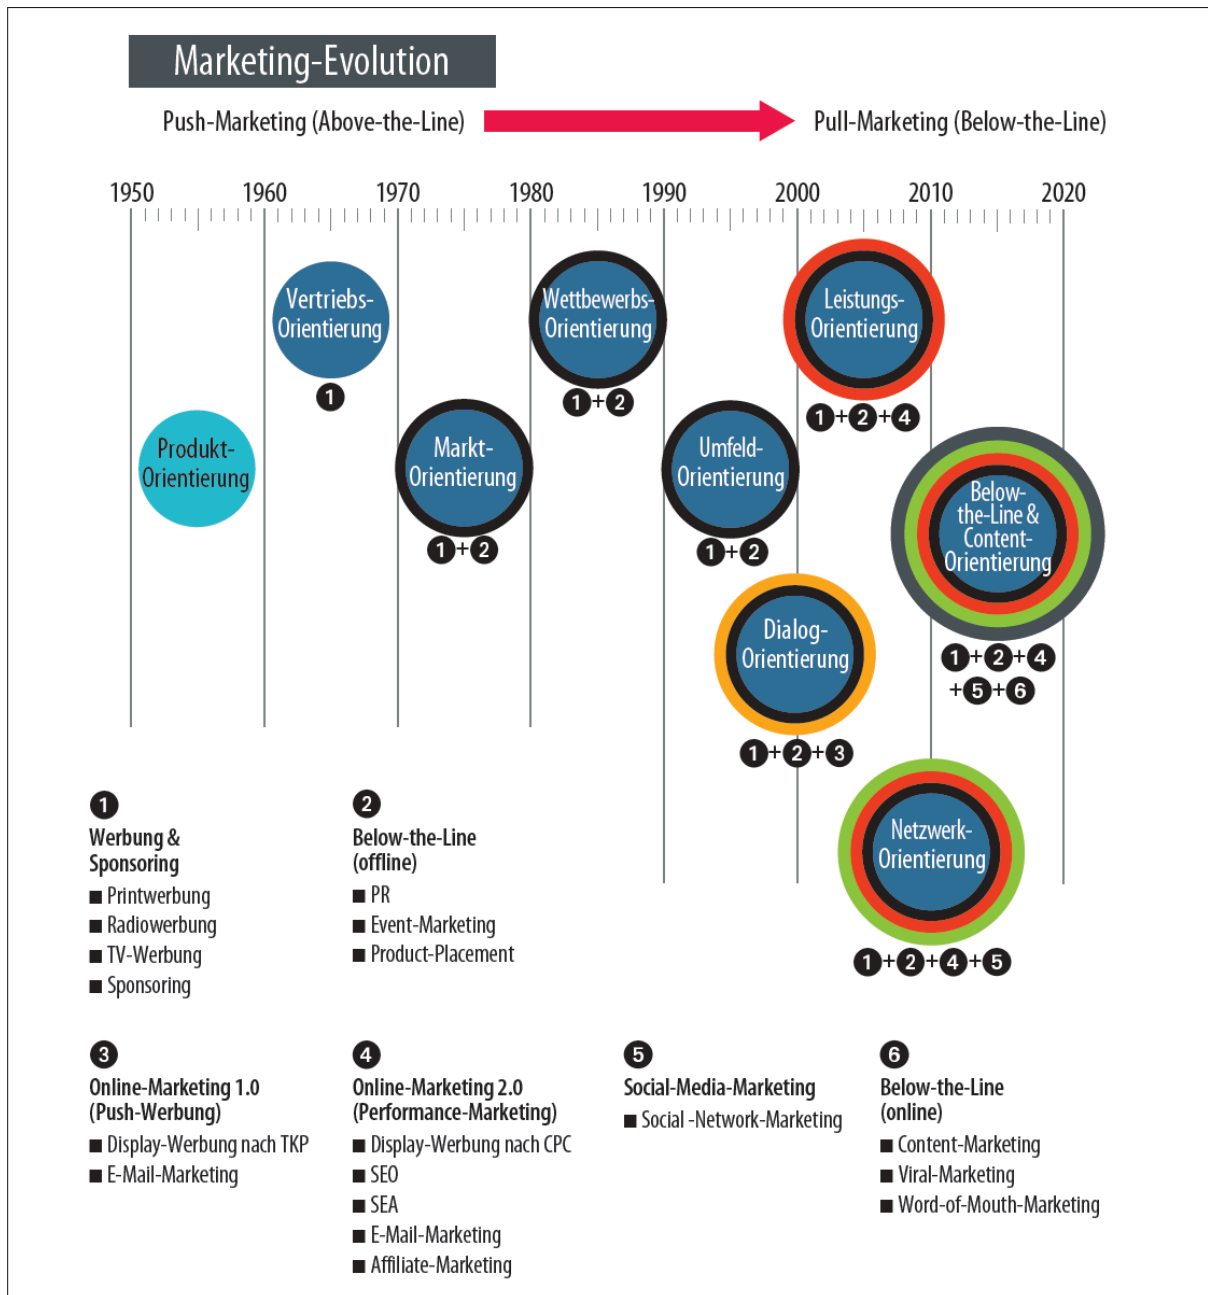 Marketing-Evolution
Push-Marketing (Above-the-Line)
Pull-Marketing (Below-the-Line)
1950 1960 1970 1980 1990 2000 2010 2020
Vertriebs-
Orientierung
1
Wettbewerbs-
Orientierung
1+2
Leistungs-
Orientierung
1+2+4
Produkt-
Orientierung
Markt-
Orientierung
1+2
Umfeld-
Orientierung
1+2
Below-
the-Line &
Content-
Orientierung
1+2+4
+5+6
Dialog-
Orientierung
1+2+3
Netzwerk-
Orientierung
1+2+4+5
1
Werbung &
Sponsoring
■ Printwerbung
■ Radiowerbung
■ TV-Werbung
■ Sponsoring
2
Below-the-Line
(offline)
■ PR
■ Event-Marketing
■ Product-Placement
3
Online-Marketing 1.0
(Push-Werbung)
■ Display-Werbung nach TKP
■ E-Mail-Marketing
4
Online-Marketing 2.0
(Performance-Marketing)
■ Display-Werbung nach CPC
■ SEO
■ SEA
■ E-Mail-Marketing
■ Affiliate-Marketing
5
Social-Media-Marketing
■ Social -Network-Marketing
6
Below-the-Line
(online)
■ Content-Marketing
■ Viral-Marketing
■ Word-of-Mouth-Marketing